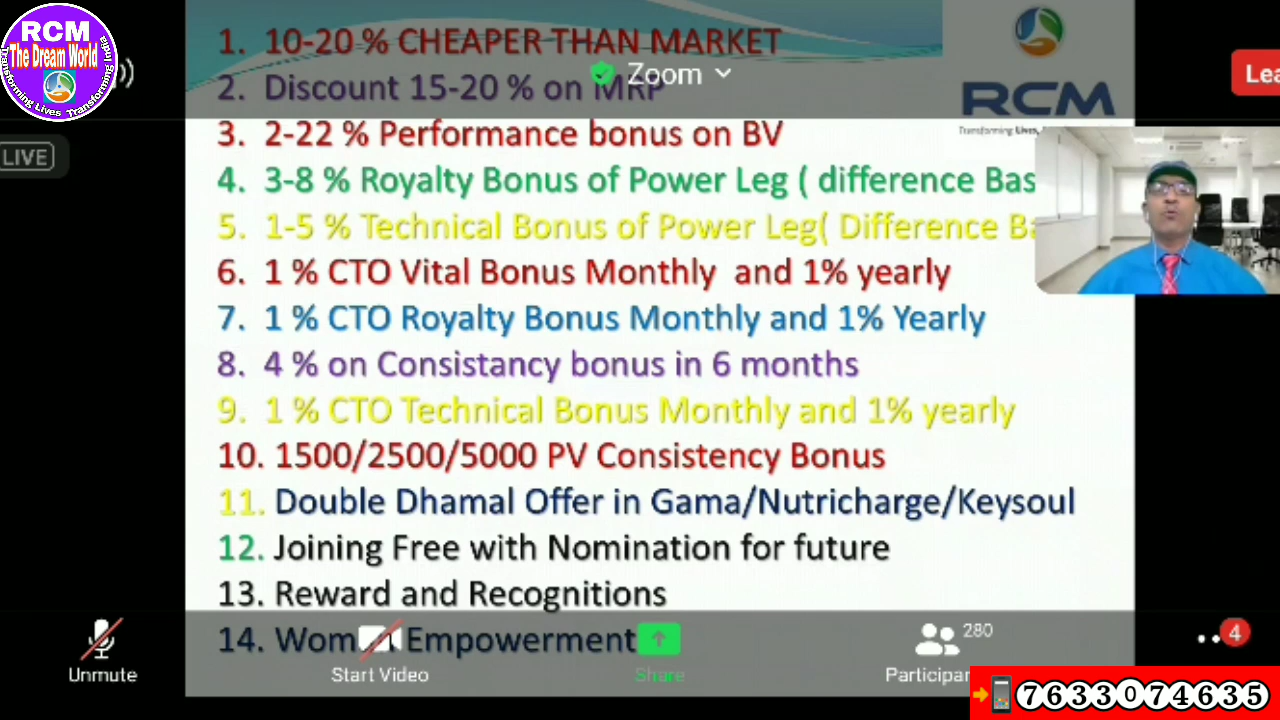 RCM
The Dream World
Transforming Lives Transforming India
LIVE
Zoom
Lea
RCM
Transforming Lives,
1. 10-20 % CHEAPER THAN MARKET
2. Discount 15-20 % on MRP
3. 2-22 % Performance bonus on BV
4. 3-8 % Royalty Bonus of Power Leg ( difference Bas
5. 1-5 % Technical Bonus of Power Leg( Difference Ba
6. 1 % CTO Vital Bonus Monthly and 1% yearly
7. 1 % CTO Royalty Bonus Monthly and 1% Yearly
8. 4 % on Consistancy bonus in 6 months
9. 1 % CTO Technical Bonus Monthly and 1% yearly
10. 1500/2500/5000 PV Consistency Bonus
11. Double Dhamal Offer in Gama/Nutricharge/Keysoul
12. Joining Free with Nomination for future
13. Reward and Recognitions
14. Wom n Empowerment
Unmute
Start Video
Share
280
Participan
4
7633074635